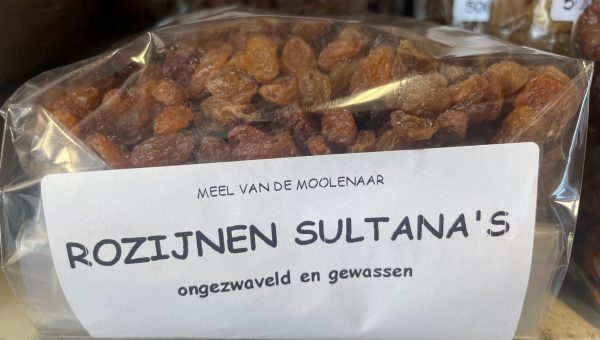 MEEL VAN DE MOOLENAAR
ROZIJNEN SULTANA'S
ongezwaveld en gewassen